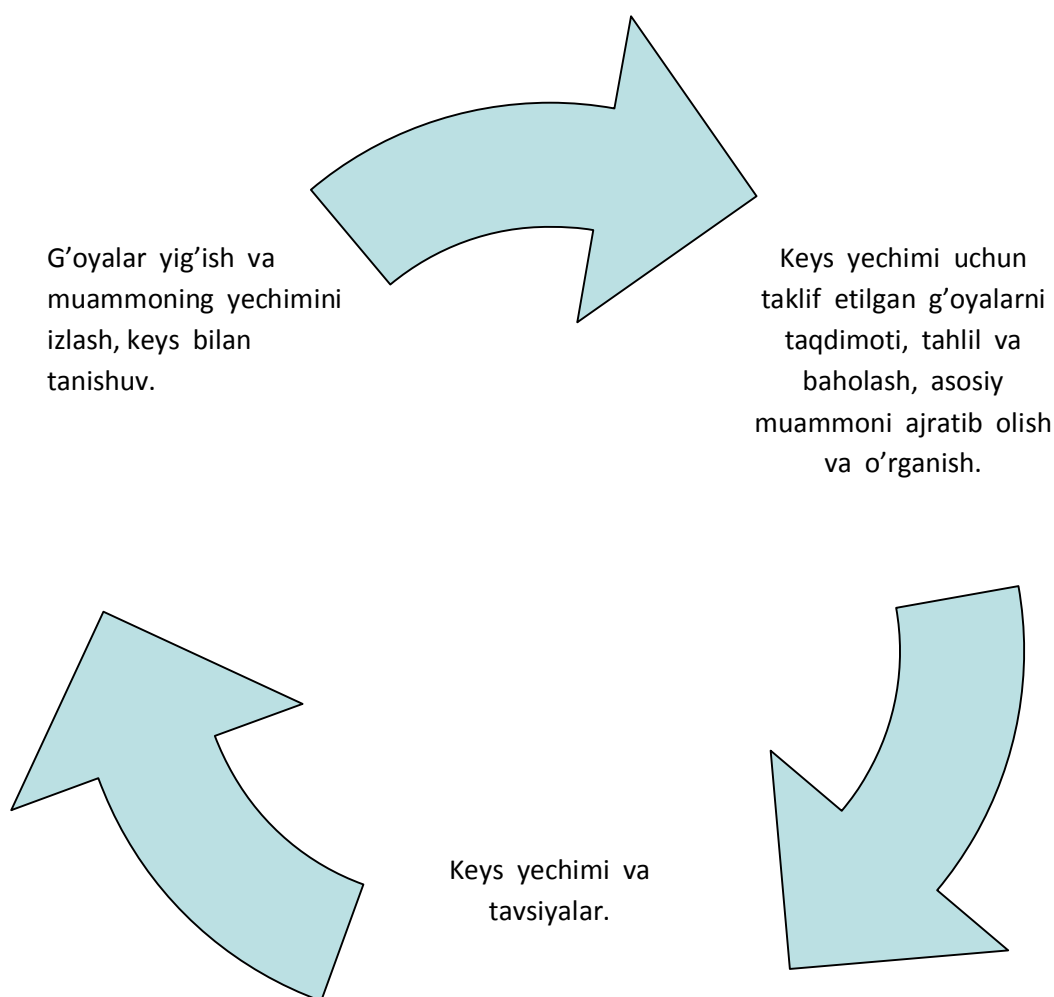 G’oyalar yig’ish va
muammoning yechimini
izlash, keys bilan
tanishuv.
Keys yechimi uchun
taklif etilgan g’oyalarni
taqdimoti, tahlil va
baholash, asosiy
muammoni ajratib olish
va o’rganish.
Keys yechimi va
tavsiyalar.